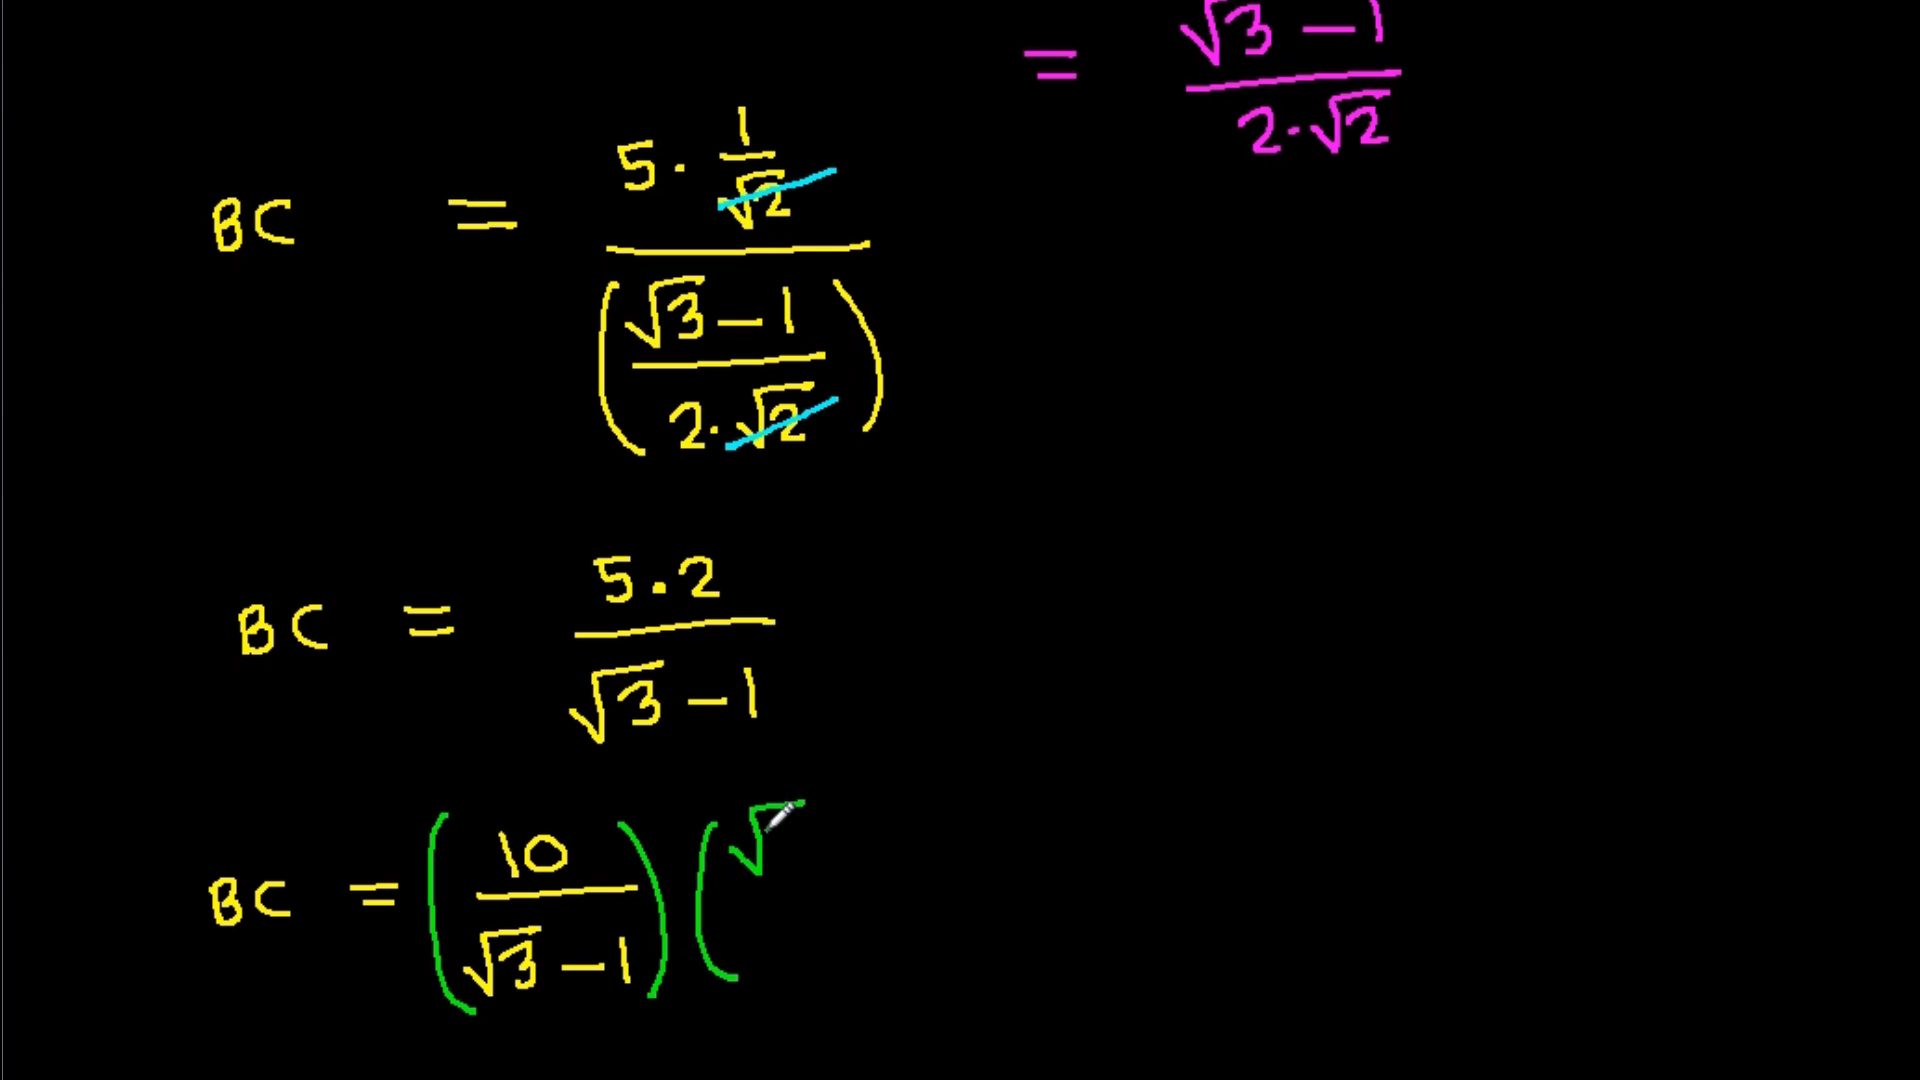 = (√3 - 1)/(2·√2)
BC = (5 · 1/√2)/((√3 - 1)/(2·√2))
BC = (5 · 2)/(√3 - 1)
BC = (10/(√3 - 1)) (√